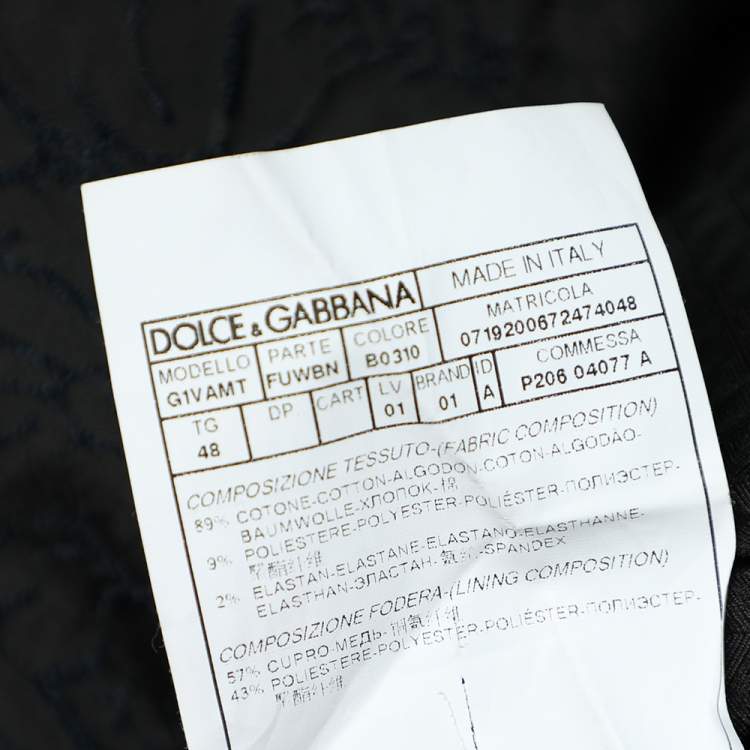 DOLCE & GABBANA MADE IN ITALY
MODELLO PARTE COLORE MATRICOLA
G1VAMT FUWBN B0310 0719200672474048
TG DP CART LV BRAND ID COMMESSA
48 01 01 A P206 04077 A
COMPOSIZIONE TESSUTO-(FABRIC COMPOSITION)
89% COTONE-COTTON-ALGODON-COTON-ALGODÃO-
BAUMWOLLE-ХЛОПОК-棉
9% POLIESTERE-POLYESTER-POLIÉSTER-ПОЛИЭСТЕР-
聚酯纤维
2% ELASTAN-ELASTANE-ELASTANO-ELASTHANNE-
ELASTHAN-ЭЛАСТАН-氨纶-SPANDEX
COMPOSIZIONE FODERA-(LINING COMPOSITION)
57% CUPRO-МЕДЬ-铜氨纤维
43% POLIESTERE-POLYESTER-POLIÉSTER-ПОЛИЭСТЕР-
聚酯纤维